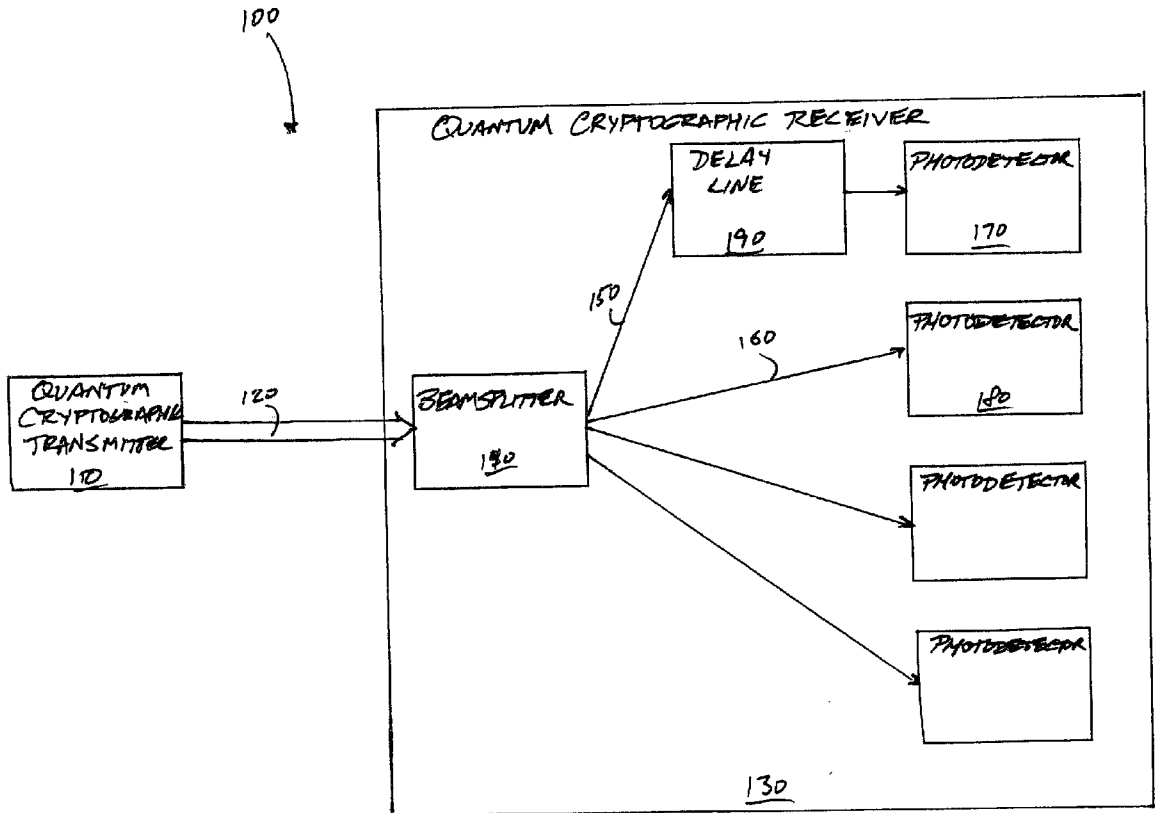 100
QUANTUM CRYPTOGRAPHIC RECEIVER
DELAY
LINE
190
PHOTODETECTOR
170
150
160
PHOTODETECTOR
180
QUANTUM
CRYPTOGRAPHIC
TRANSMITTER
110
120
BEAMSPLITTER
140
PHOTODETECTOR
PHOTODETECTOR
130